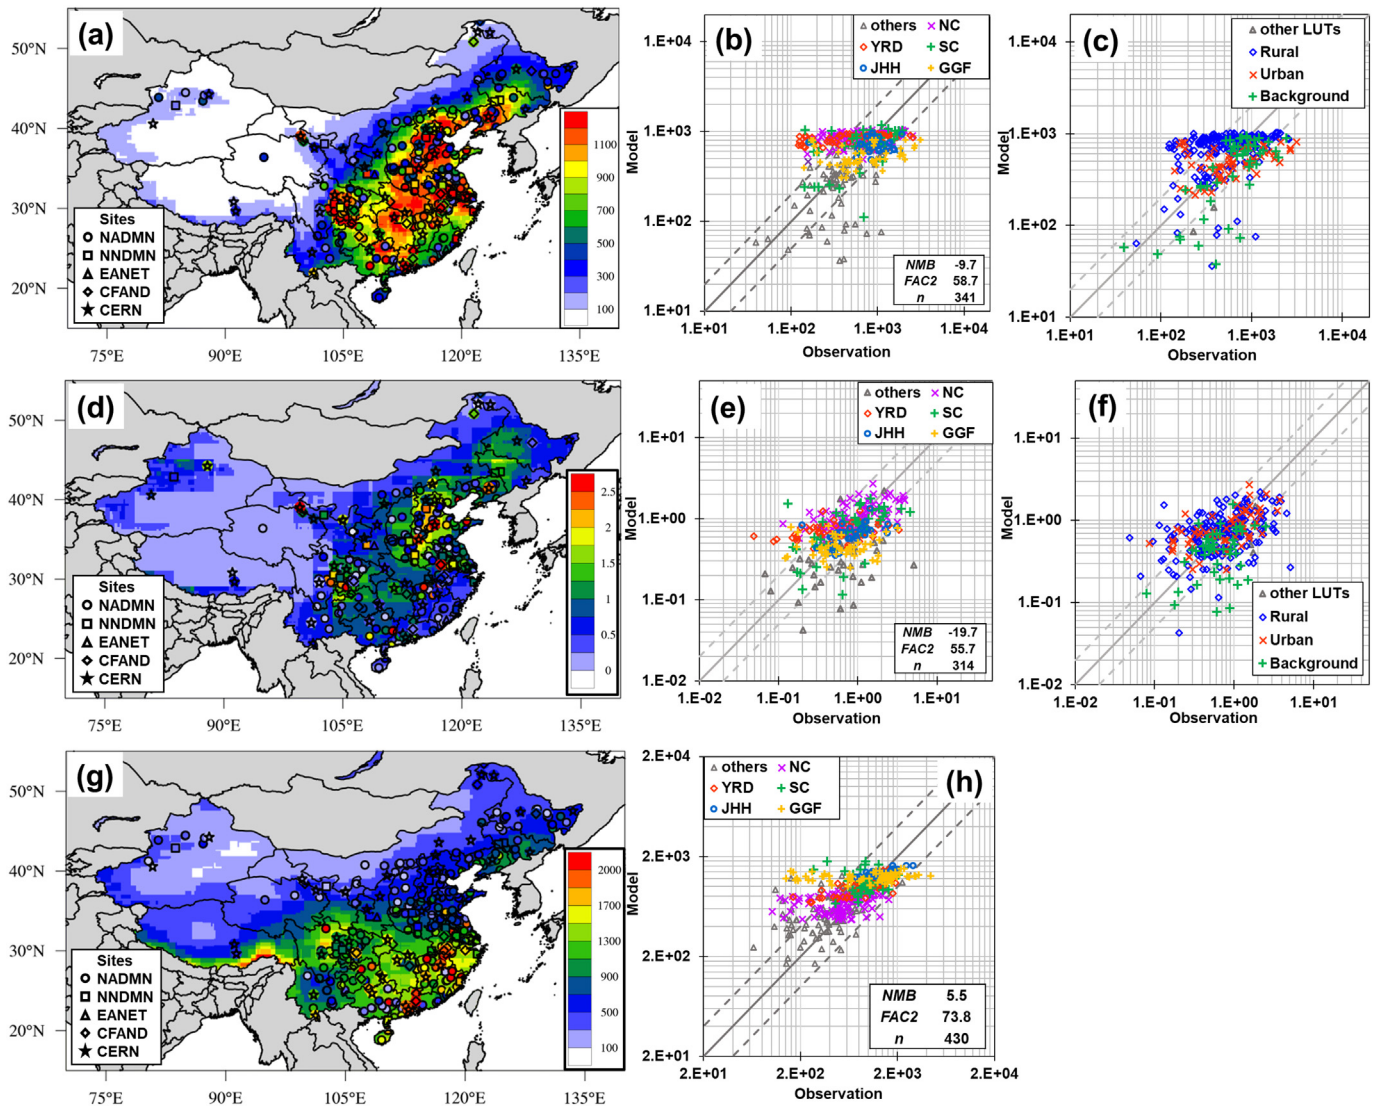 (a)
50°N
40°N
30°N
20°N
75°E 90°E 105°E 120°E 135°E
Sites
NADMN
NNDMN
EANET
CFAND
CERN
1100
900
700
500
300
100
(b)
others NC
YRD SC
JHH GGF
1.E+04
1.E+03
1.E+02
1.E+01
Model
NMB -9.7
FAC2 58.7
n 341
1.E+01 1.E+02 1.E+03 1.E+04
Observation
(c)
other LUTs
Rural
Urban
Background
1.E+04
1.E+03
1.E+02
1.E+01
Model
1.E+01 1.E+02 1.E+03 1.E+04
Observation
(d)
50°N
40°N
30°N
20°N
75°E 90°E 105°E 120°E 135°E
Sites
NADMN
NNDMN
EANET
CFAND
CERN
2.5
2
1.5
1
0.5
0
(e)
others NC
YRD SC
JHH GGF
1.E+01
1.E+00
1.E-01
1.E-02
Model
NMB -19.7
FAC2 55.7
n 314
1.E-02 1.E-01 1.E+00 1.E+01
Observation
(f)
1.E+01
1.E+00
1.E-01
1.E-02
Model
other LUTs
Rural
Urban
Background
1.E-02 1.E-01 1.E+00 1.E+01
Observation
(g)
50°N
40°N
30°N
20°N
75°E 90°E 105°E 120°E 135°E
Sites
NADMN
NNDMN
EANET
CFAND
CERN
2000
1700
1300
900
500
100
(h)
others NC
YRD SC
JHH GGF
2.E+04
2.E+03
2.E+02
2.E+01
Model
NMB 5.5
FAC2 73.8
n 430
2.E+01 2.E+02 2.E+03 2.E+04
Observation